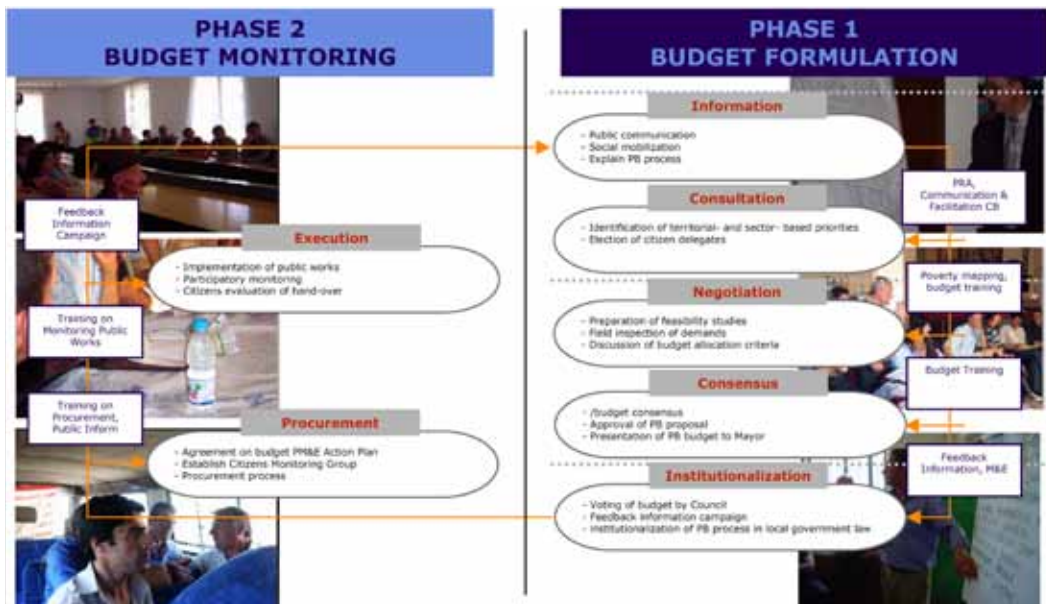 PHASE 2
BUDGET MONITORING
Feedback
Information
Campaign
Execution
- Implementation of public works
- Participatory monitoring
- Citizens evaluation of hand-over
Training on
Monitoring Public
Works
Training on
Procurement,
Public Inform
Procurement
- Agreement on budget PM&E Action Plan
- Establish Citizens Monitoring Group
- Procurement process
PHASE 1
BUDGET FORMULATION
Information
- Public communication
- Social mobilization
- Explain PB process
PRA,
Communication &
Facilitation CB
Consultation
- Identification of territorial- and sector- based priorities
- Election of citizen delegates
Poverty mapping,
budget training
Negotiation
- Preparation of feasibility studies
- Field inspection of demands
- Discussion of budget allocation criteria
Budget Training
Consensus
- /budget consensus
- Approval of PB proposal
- Presentation of PB budget to Mayor
Feedback
Information, M&E
Institutionalization
- Voting of budget by Council
- Feedback information campaign
- Institutionalization of PB process in local government law